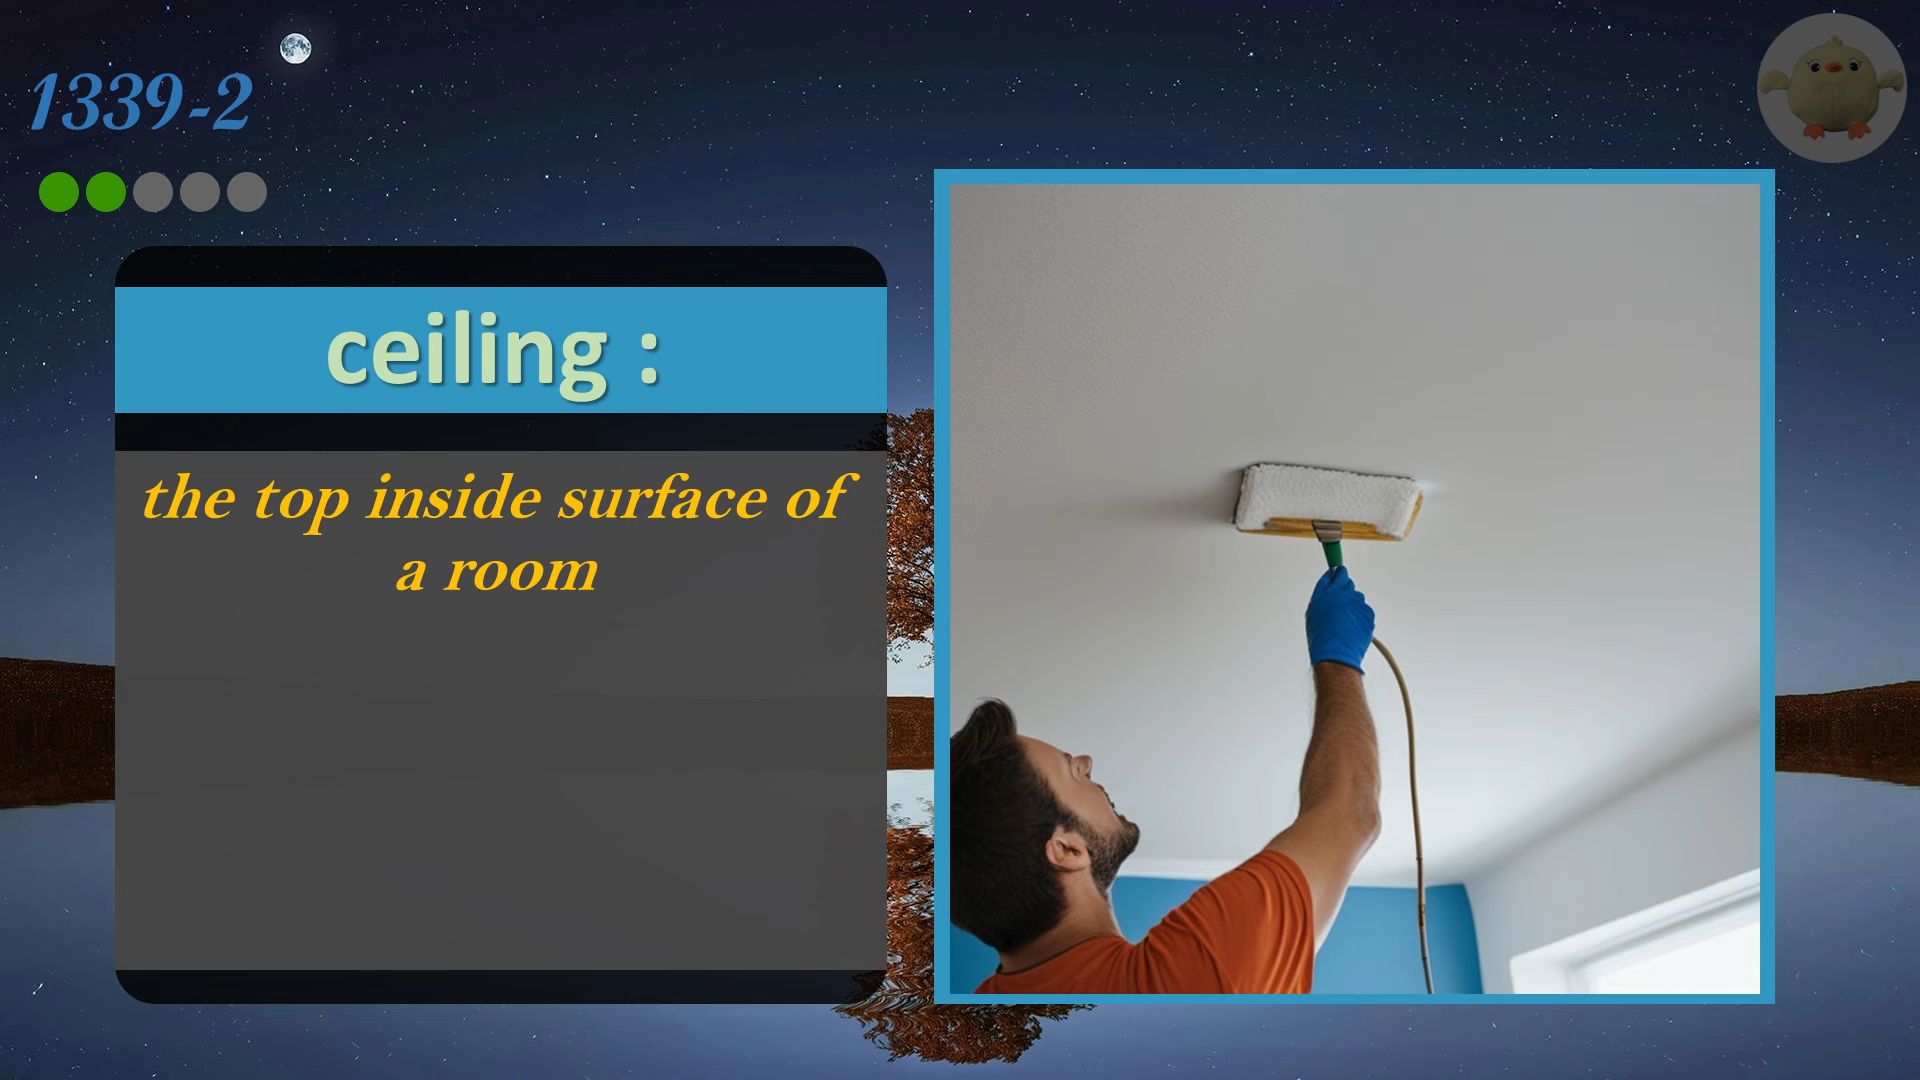 1339-2
ceiling :
the top inside surface of
a room